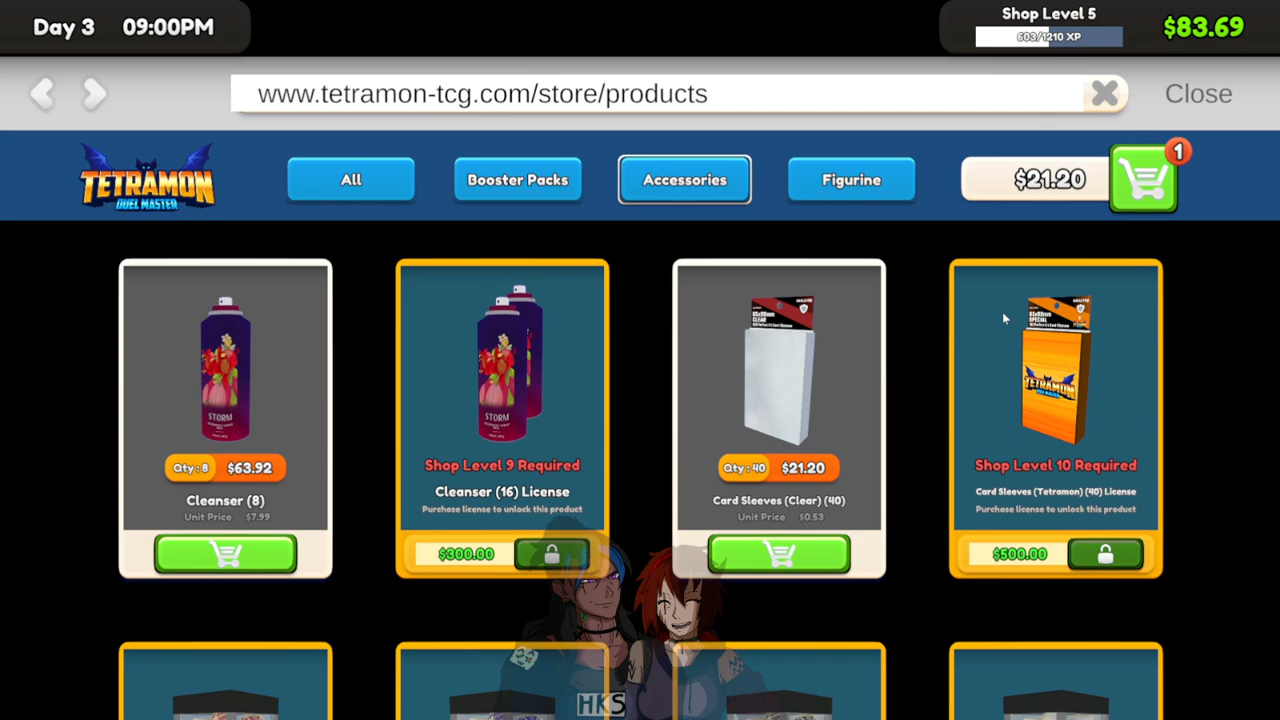 Day 3 09:00PM
Shop Level 5
603/1210 XP
$83.69
www.tetramon-tcg.com/store/products
Close
TETRAMON
DUEL MASTER
All
Booster Packs
Accessories
Figurine
$21.20
1
STORM
Qty : 8 $63.92
Cleanser (8)
Unit Price $7.99
STORM
Shop Level 9 Required
Cleanser (16) License
Purchase license to unlock this product
$300.00
CLEAR
Qty : 40 $21.20
Card Sleeves (Clear) (40)
Unit Price $0.53
SPECIAL
TETRAMON
Shop Level 10 Required
Card Sleeves (Tetramon) (40) License
Purchase license to unlock this product
$500.00
HKS